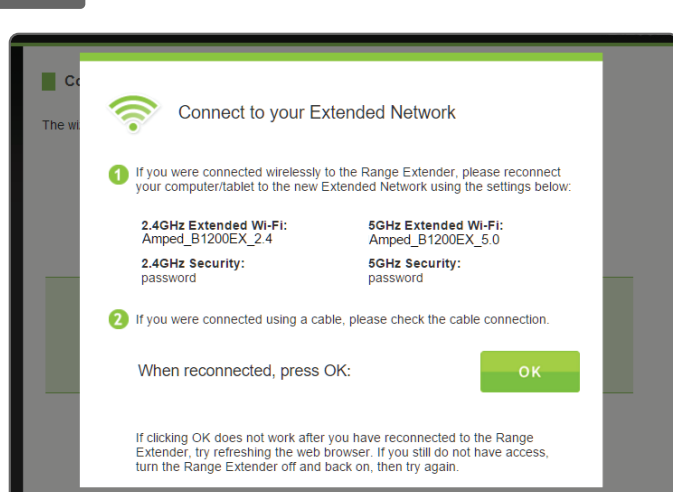 Connect to your Extended Network
The
1 If you were connected wirelessly to the Range Extender, please reconnect
your computer/tablet to the new Extended Network using the settings below:
2.4GHz Extended Wi-Fi: 5GHz Extended Wi-Fi:
Amped_B1200EX_2.4 Amped_B1200EX_5.0
2.4GHz Security: 5GHz Security:
password password
2 If you were connected using a cable, please check the cable connection.
When reconnected, press OK: OK
If clicking OK does not work after you have reconnected to the Range
Extender, try refreshing the web browser. If you still do not have access,
turn the Range Extender off and back on, then try again.